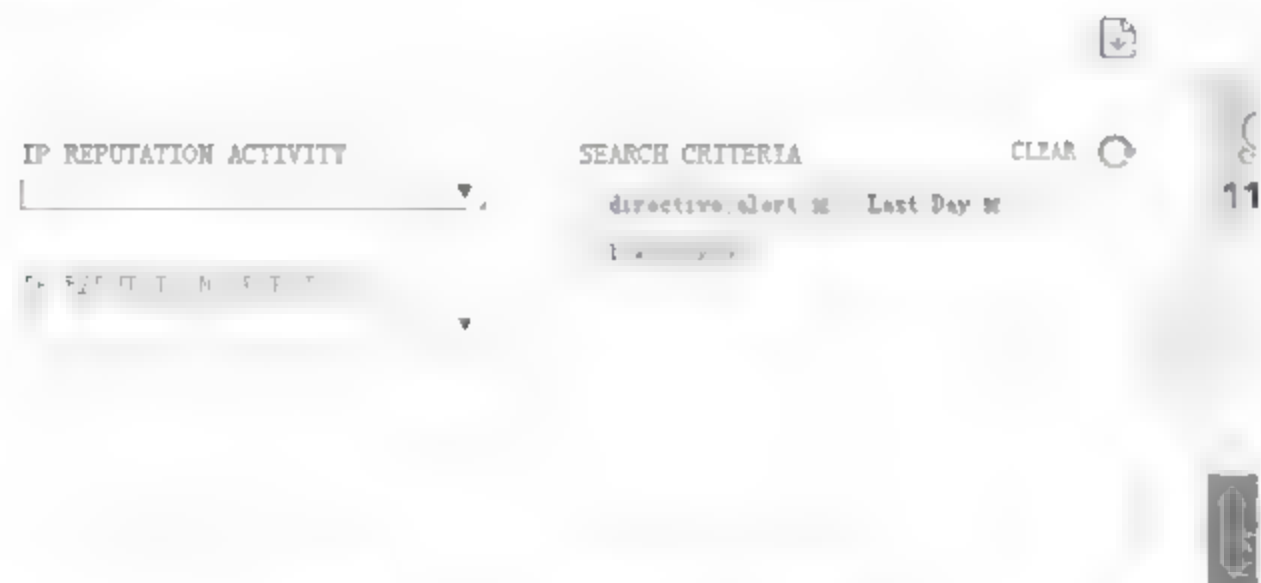 IP REPUTATION ACTIVITY
SEARCH CRITERIA
CLEAR
directive.alert
Last Day
11